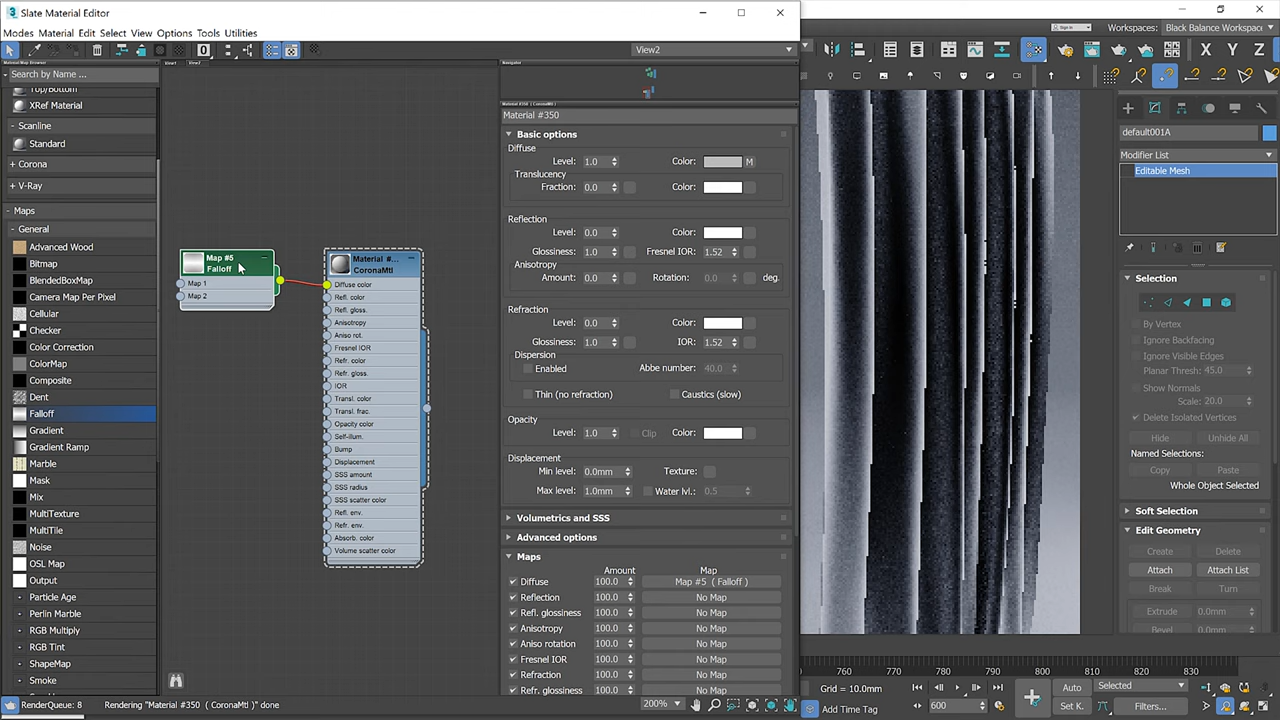 Slate Material Editor
Workspaces: Black Balance Workspa...
Modes Material Edit Select View Options Tools Utilities
View2
Material/Map Browser
View1 View2
Navigator
Search by Name ...
Top/Bottom
XRef Material
Scanline
Standard
+ Corona
+ V-Ray
Maps
General
Advanced Wood
Bitmap
BlendedBoxMap
Camera Map Per Pixel
Cellular
Checker
Color Correction
ColorMap
Composite
Dent
Falloff
Gradient
Gradient Ramp
Marble
Mask
Mix
MultiTexture
MultiTile
Noise
OSL Map
Output
Particle Age
Perlin Marble
RGB Multiply
RGB Tint
ShapeMap
Smoke
Map #5
Falloff
Map 1
Map 2
Material #...
CoronaMtl
Diffuse color
Refl. color
Refl. gloss.
Anisotropy
Aniso rot.
Fresnel IOR
Refr. color
Refr. gloss.
IOR
Transl. color
Transl. frac.
Opacity color
Self-illum.
Bump
Displacement
SSS amount
SSS radius
SSS scatter color
Refl. env.
Refr. env.
Absorb. color
Volume scatter color
Material #350 ( CoronaMtl )
Material #350
Basic options
Diffuse
Level: 1.0 Color: M
Translucency
Fraction: 0.0 Color:
Reflection
Level: 0.0 Color:
Glossiness: 1.0 Fresnel IOR: 1.52
Anisotropy
Amount: 0.0 Rotation: 0.0 deg.
Refraction
Level: 0.0 Color:
Glossiness: 1.0 IOR: 1.52
Dispersion
Enabled Abbe number: 40.0
Thin (no refraction) Caustics (slow)
Opacity
Level: 1.0 Clip Color:
Displacement
Min level: 0.0mm Texture:
Max level: 1.0mm Water lvl.: 0.5
Volumetrics and SSS
Advanced options
Maps
Amount Map
Diffuse 100.0 Map #5 ( Falloff )
Reflection 100.0 No Map
Refl. glossiness 100.0 No Map
Anisotropy 100.0 No Map
Aniso rotation 100.0 No Map
Fresnel IOR 100.0 No Map
Refraction 100.0 No Map
Refr. glossiness 100.0 No Map
RenderQueue: 8 Rendering "Material #350 ( CoronaMtl )" done
200%
Sign In
X Y Z
default001A
Modifier List
Editable Mesh
Selection
By Vertex
Ignore Backfacing
Ignore Visible Edges
Planar Thresh: 45.0
Show Normals
Scale: 20.0
Delete Isolated Vertices
Hide Unhide All
Named Selections:
Copy Paste
Whole Object Selected
Soft Selection
Edit Geometry
Create Delete
Attach Attach List
Break Turn
Extrude 0.0mm
Bevel 0.0mm
760 770 780 790 800 810 820 830
Grid = 10.0mm
Auto Selected
Add Time Tag
600
Set K. Filters...